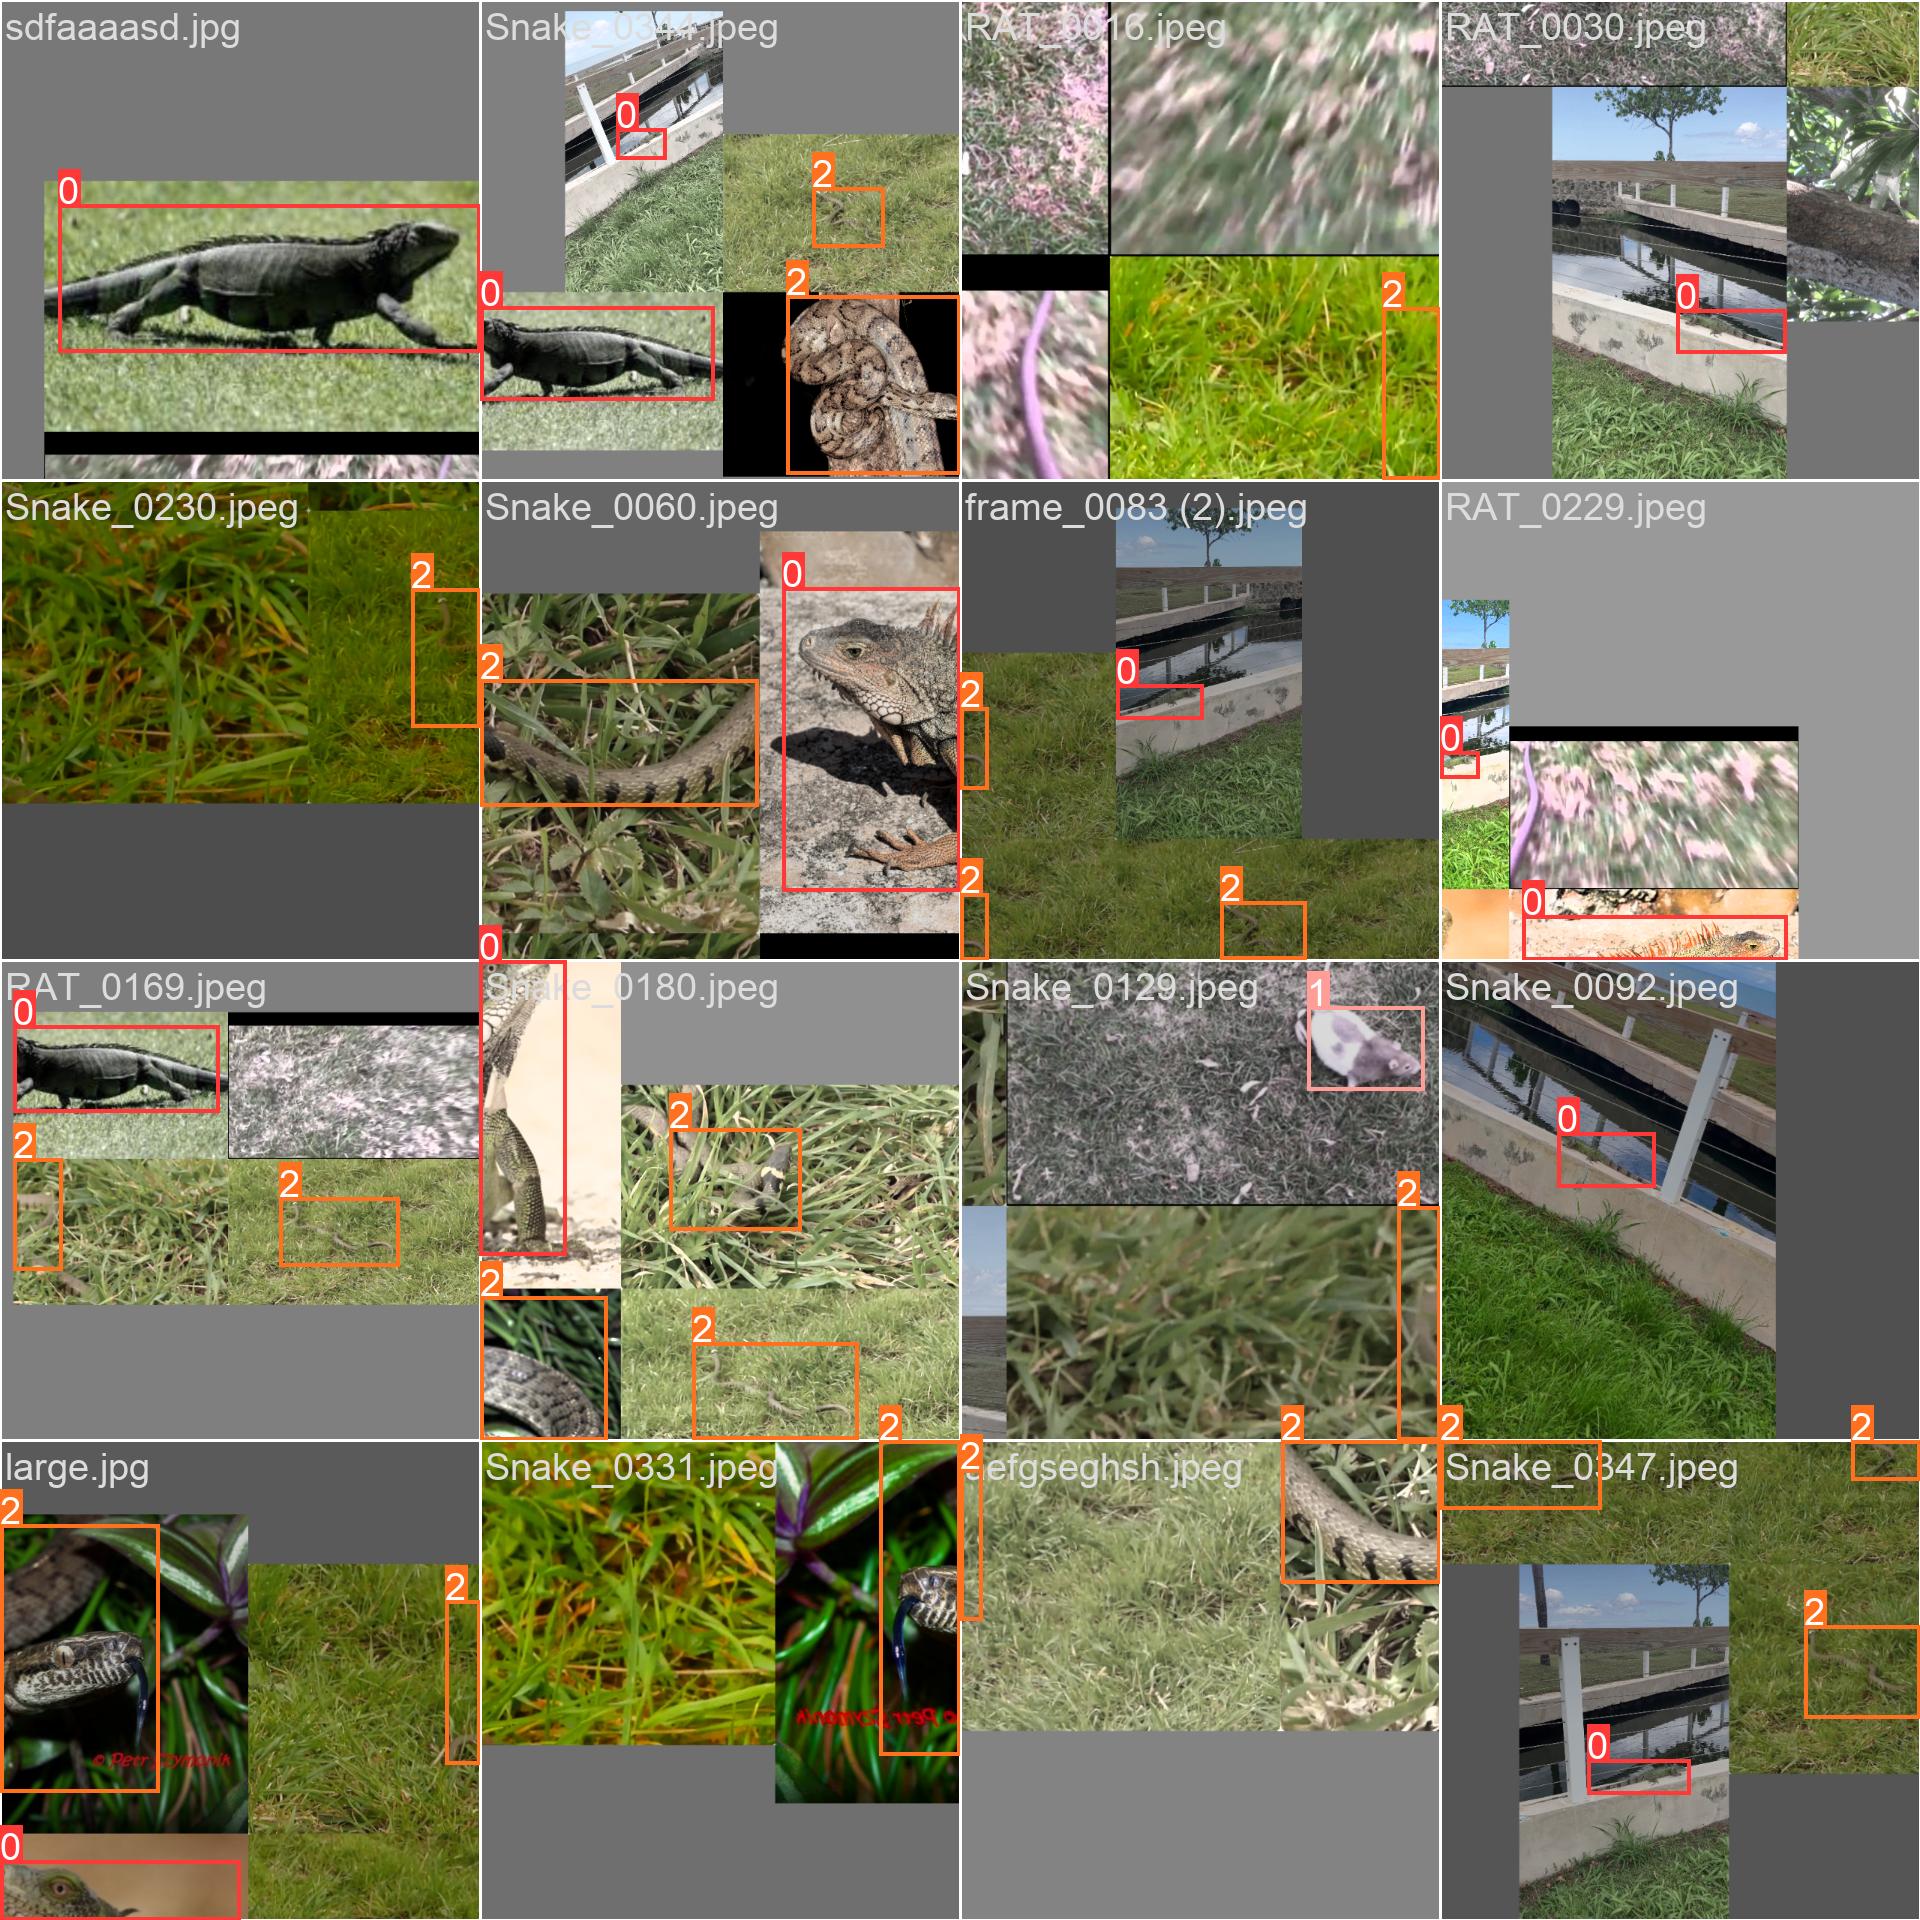 sdfaaaasd.jpg
Snake_0344.jpeg
RAT_0016.jpeg
RAT_0030.jpeg
0
0
0
2
2
2
0
Snake_0230.jpeg
Snake_0060.jpeg
frame_0083 (2).jpeg
RAT_0229.jpeg
2
2
0
0
2
2
2
0
0
RAT_0169.jpeg
Snake_0180.jpeg
Snake_0129.jpeg
Snake_0092.jpeg
0
2
2
0
2
2
2
1
2
0
large.jpg
Snake_0331.jpeg
efgseghsh.jpeg
Snake_0347.jpeg
2
2
0
© Petr
2
2
2
2
2
2
0